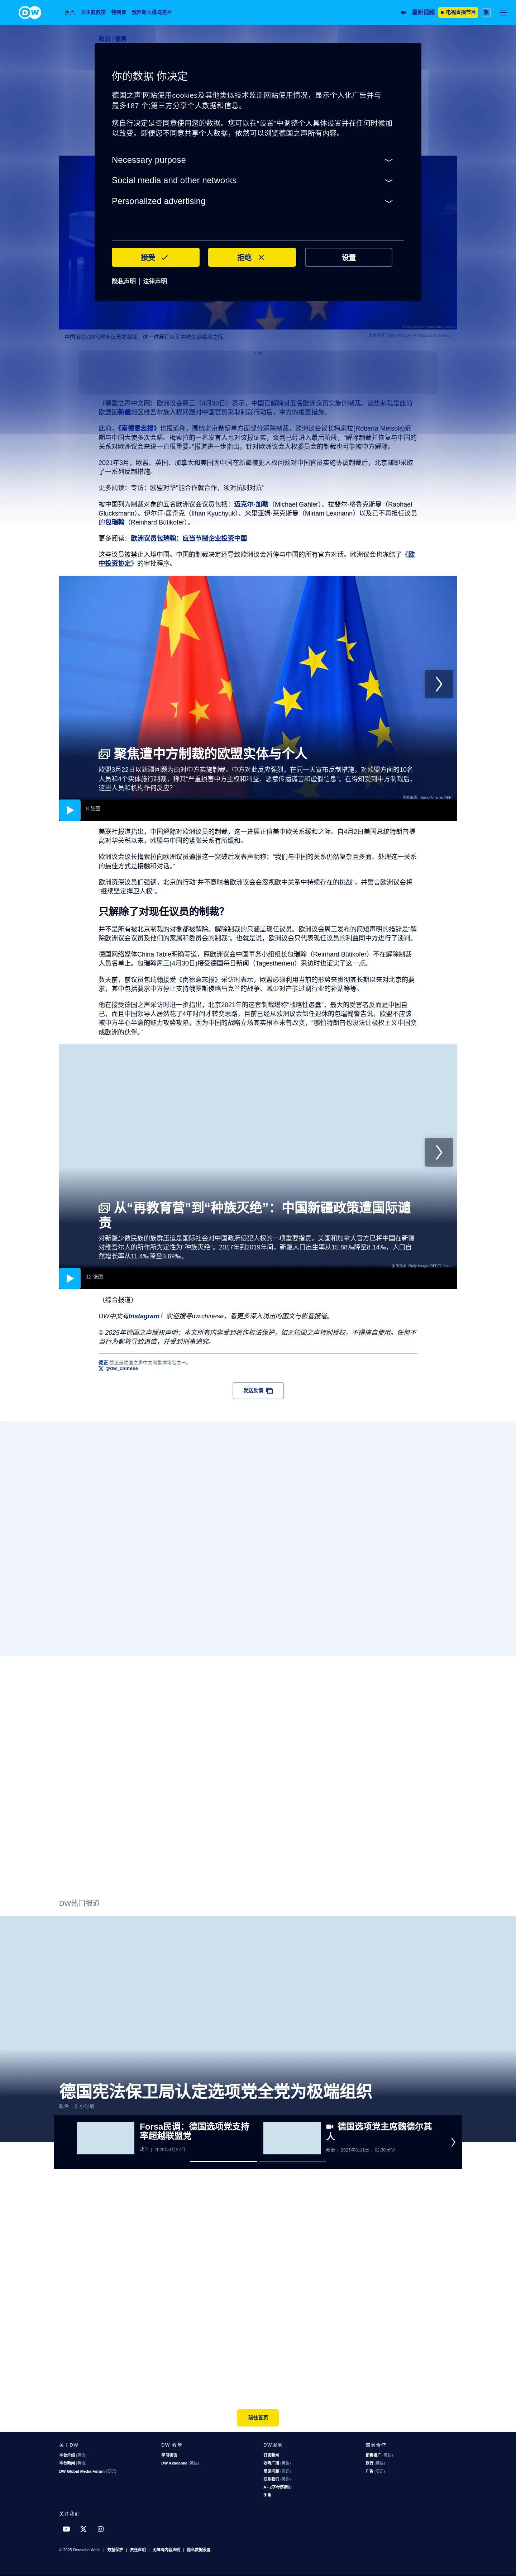 DW
焦点
天主教教宗
特朗普
俄罗斯入侵乌克兰
最新视频
电视直播节目
繁
政治
德国
你的数据 你决定
德国之声 网站使用cookies及其他类似技术监测网站使用情况，显示个人化广告并与
最多187 个;第三方分享个人数据和信息。
您自行决定是否同意使用您的数据。您可以在“设置”中调整个人具体设置并在任何时候加
以改变。即使您不同意共享个人数据，依然可以浏览德国之声所有内容。
Necessary purpose
Social media and other networks
Personalized advertising
接受
拒绝
设置
隐私声明 | 法律声明
中国解除对5名欧洲议员的制裁，这一进展正值美中欧关系缓和之际。
广告
（德国之声中文网）欧洲议会周三（4月30日）表示，中国已解除对五名欧洲议员实施的制裁。这些制裁是此前
欧盟因新疆地区维吾尔族人权问题对中国官员采取制裁行动后，中方的报复措施。
此前，《南德意志报》也报道称，围绕北京希望单方面部分解除制裁，欧洲议会议长梅索拉(Roberta Metsola)近
期与中国大使多次会晤。梅索拉的一名发言人也对该报证实，谈判已经进入最后阶段，“解除制裁并恢复与中国的
关系对欧洲议会来说一直很重要。”报道进一步指出，针对欧洲议会人权委员会的制裁也可能被中方解除。
2021年3月，欧盟、英国、加拿大和美国因中国在新疆侵犯人权问题对中国官员实施协调制裁后，北京随即采取
了一系列反制措施。
更多阅读：专访：欧盟对华“能合作就合作，须对抗则对抗”
被中国列为制裁对象的五名欧洲议会议员包括：迈克尔·加勒（Michael Gahler）、拉斐尔·格鲁克斯曼（Raphael
Glucksmann）、伊尔汗·居奇克（Ilhan Kyuchyuk）、米里亚姆·莱克斯曼（Miriam Lexmann）以及已不再担任议员
的包瑞翰（Reinhard Bütikofer）。
更多阅读：欧洲议员包瑞翰：应当节制企业投资中国
这些议员被禁止入境中国。中国的制裁决定还导致欧洲议会暂停与中国的所有官方对话。欧洲议会也冻结了《欧
中投资协定》的审批程序。
聚焦遭中方制裁的欧盟实体与个人
欧盟3月22日以新疆问题为由对中方实施制裁。中方对此反应强烈，在同一天宣布反制措施，对欧盟方面的10名
人员和4个实体施行制裁，称其“严重损害中方主权和利益、恶意传播谎言和虚假信息”。在得知受到中方制裁后，
这些人员和机构作何反应？
图像来源: Thierry Charlier/AFP
8 张图
美联社报道指出，中国解除对欧洲议员的制裁，这一进展正值美中欧关系缓和之际。自4月2日美国总统特朗普提
高对华关税以来，欧盟与中国的紧张关系有所缓和。
欧洲议会议长梅索拉向欧洲议员通报这一突破后发表声明称：“我们与中国的关系仍然复杂且多面。处理这一关系
的最佳方式是接触和对话。”
欧洲资深议员们强调，北京的行动“并不意味着欧洲议会会忽视欧中关系中持续存在的挑战”，并誓言欧洲议会将
“继续坚定捍卫人权”。
只解除了对现任议员的制裁？
并不是所有被北京制裁的对象都被解除。解除制裁的只涵盖现任议员。欧洲议会周三发布的简短声明的措辞是“解
除欧洲议会议员及他们的家属和委员会的制裁”。也就是说，欧洲议会只代表现任议员的利益同中方进行了谈判。
德国网络媒体China Table明确写道，原欧洲议会中国事务小组组长包瑞翰（Reinhard Bütikofer）不在解除制裁
人员名单上。包瑞翰周三(4月30日)接受德国每日新闻（Tagesthemen）采访时也证实了这一点。
数天前，前议员包瑞翰接受《南德意志报》采访时表示，欧盟必须利用当前的形势来贯彻其长期以来对北京的要
求，其中包括要求中方停止支持俄罗斯侵略乌克兰的战争、减少对产能过剩行业的补贴等等。
他在接受德国之声采访时进一步指出，北京2021年的这套制裁堪称“战略性愚蠢”，最大的受害者反而是中国自
己，而且中国领导人居然花了4年时间才转变思路。目前已经从欧洲议会卸任退休的包瑞翰警告说，欧盟不应该
被中方半心半意的魅力攻势攻陷，因为中国的战略立场其实根本未曾改变，“哪怕特朗普也没法让极权主义中国变
成欧洲的伙伴。”
从“再教育营”到“种族灭绝”：中国新疆政策遭国际谴
责
对新疆少数民族的族群压迫是国际社会对中国政府侵犯人权的一项重要指责。美国和加拿大官方已将中国在新疆
对维吾尔人的所作所为定性为“种族灭绝”。2017年到2019年间，新疆人口出生率从15.88‰降至8.14‰，人口自
然增长率从11.4‰降至3.69‰。
12 张图
（综合报道）
DW中文有Instagram！欢迎搜寻dw.chinese，看更多深入浅出的图文与影音报道。
© 2025年德国之声版权声明：本文所有内容受到著作权法保护，如无德国之声特别授权，不得擅自使用。任何不
当行为都将导致追偿，并受到刑事追究。
德正 德正是德国之声中文网集体笔名之一。
@dw_chinese
发送反馈
DW热门报道
德国宪法保卫局认定选项党全党为极端组织
政治 | 5 小时前
Forsa民调：德国选项党支持
率超越联盟党
政治 | 2025年4月27日
德国选项党主席魏德尔其
人
政治 | 2025年3月1日 | 02:30 分钟
前往首页
关于DW
本台介绍 (英语)
本台新闻 (英语)
DW Global Media Forum (英语)
DW 教学
学习德语
DW Akademie (英语)
DW服务
订阅新闻
收听广播 (英语)
常见问题 (英语)
联系我们 (英语)
A - Z字母序索引
头条
商务合作
销售推广 (英语)
旅行 (英语)
广告 (英语)
关注我们
© 2025 Deutsche Welle | 数据保护 | 责任声明 | 无障碍内容声明 | 隐私数据设置